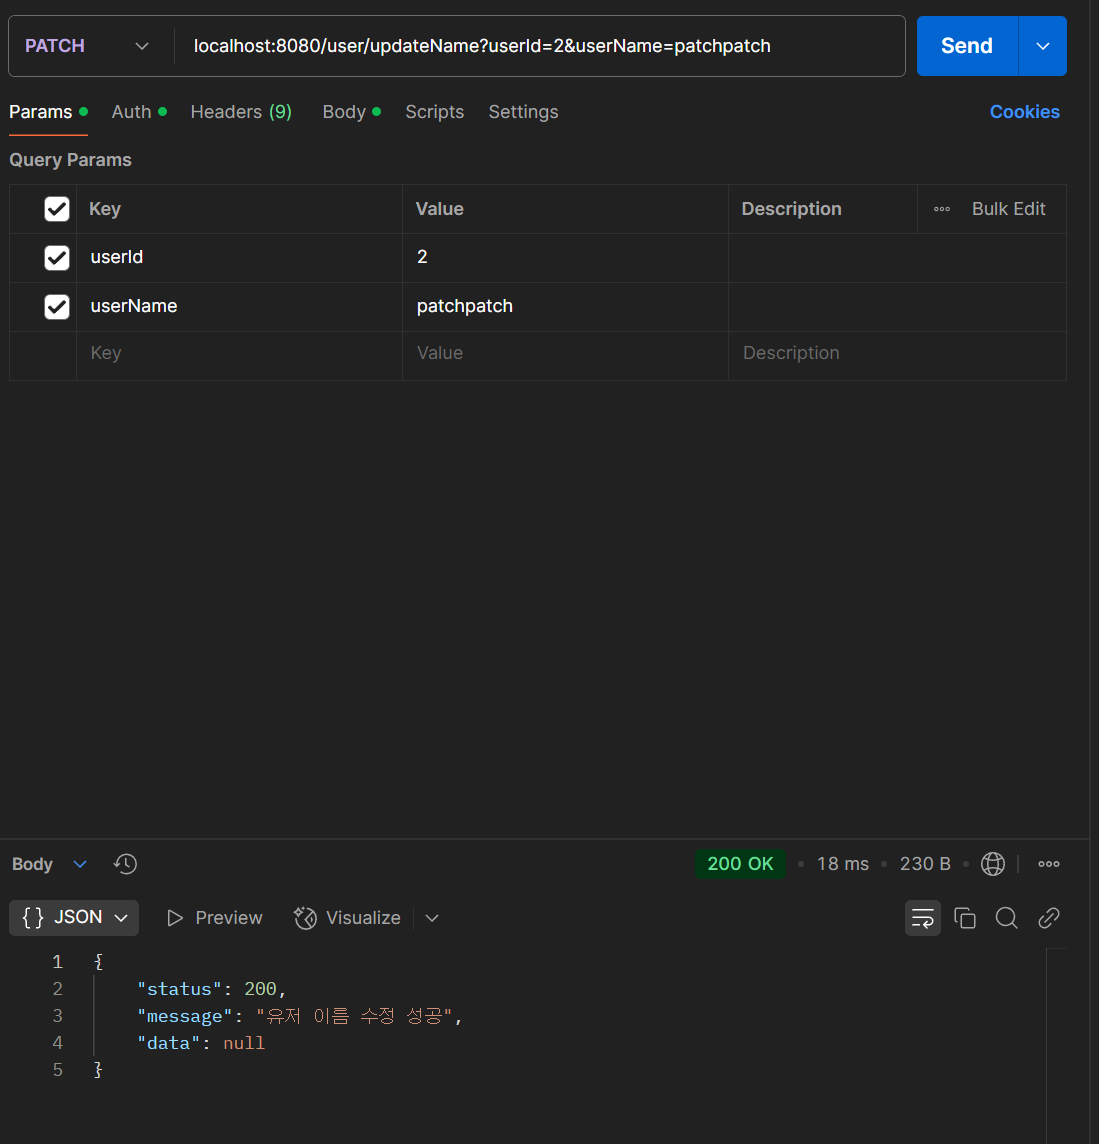 PATCH localhost:8080/user/updateName?userId=2&userName=patchpatch Send
Params Auth Headers (9) Body Scripts Settings Cookies
Query Params
Key Value Description Bulk Edit
userId 2
userName patchpatch
Key Value Description
Body 200 OK 18 ms 230 B
{} JSON Preview Visualize
1 {
2 "status": 200,
3 "message": "유저 이름 수정 성공",
4 "data": null
5 }